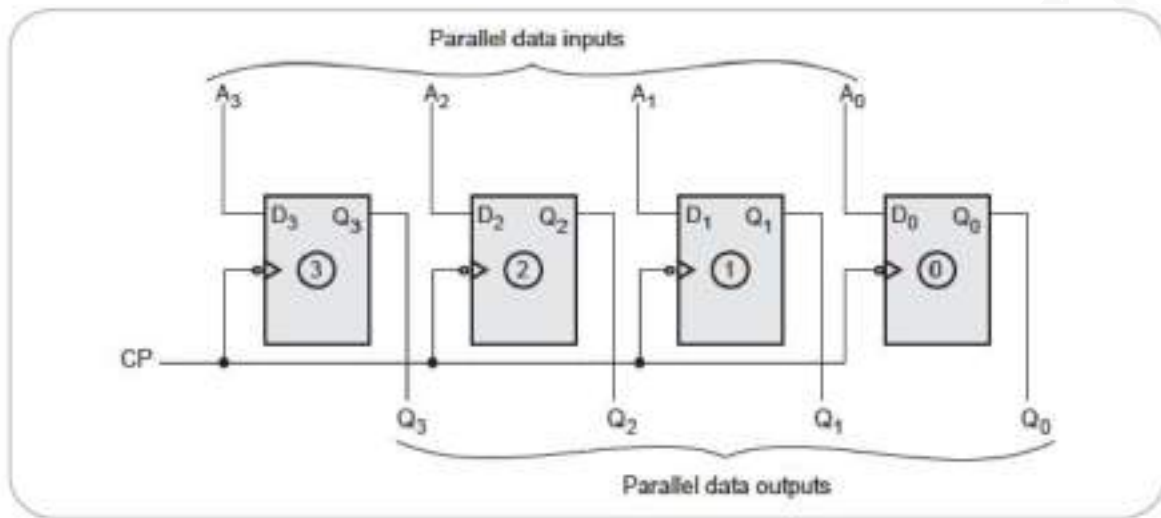 Parallel data inputs
A3 A2 A1 A0
D3 Q3 D2 Q2 D1 Q1 D0 Q0
3 2 1 0
CP
Q3 Q2 Q1 Q0
Parallel data outputs